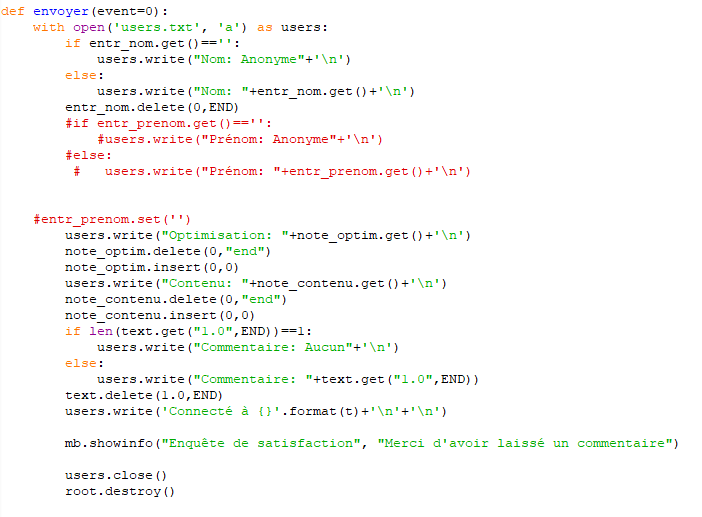 def envoyer(event=0):
    with open('users.txt', 'a') as users:
        if entr_nom.get()=='':
            users.write("Nom: Anonyme"+'\n')
        else:
            users.write("Nom: "+entr_nom.get()+'\n')
        entr_nom.delete(0,END)
        #if entr_prenom.get()=='':
            #users.write("Prénom: Anonyme"+'\n')
        #else:
         #   users.write("Prénom: "+entr_prenom.get()+'\n')
    #entr_prenom.set('')
        users.write("Optimisation: "+note_optim.get()+'\n')
        note_optim.delete(0,"end")
        note_optim.insert(0,0)
        users.write("Contenu: "+note_contenu.get()+'\n')
        note_contenu.delete(0,"end")
        note_contenu.insert(0,0)
        if len(text.get("1.0",END))==1:
            users.write("Commentaire: Aucun"+'\n')
        else:
            users.write("Commentaire: "+text.get("1.0",END))
        text.delete(1.0,END)
        users.write('Connecté à {}'.format(t)+'\n'+'\n')
        mb.showinfo("Enquête de satisfaction", "Merci d'avoir laissé un commentaire")
        users.close()
        root.destroy()